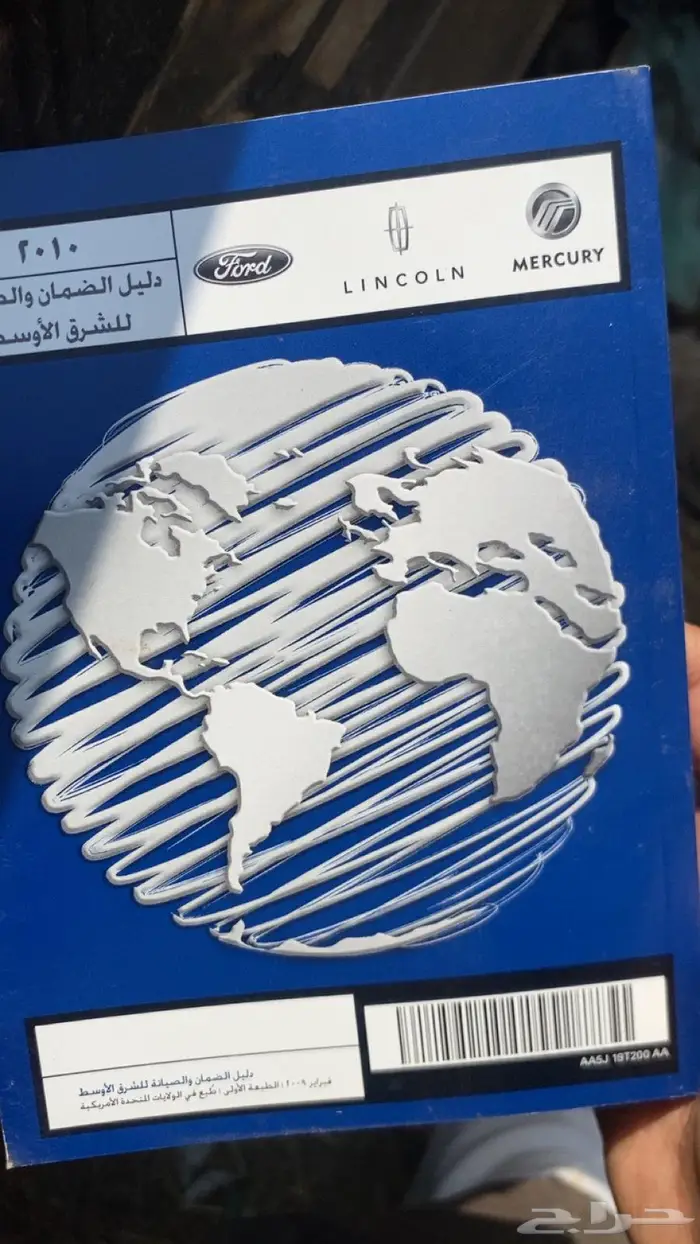 ٢٠١٠
دليل الضمان
للشرق الأوسط
Ford
LINCOLN
MERCURY
دليل الضمان والصيانة للشرق الأوسط
فبراير ٢٠٠٩، الطبعة الأولى، طُبع في الولايات المتحدة الأمريكية
AA5J 19T200 AA
حراج